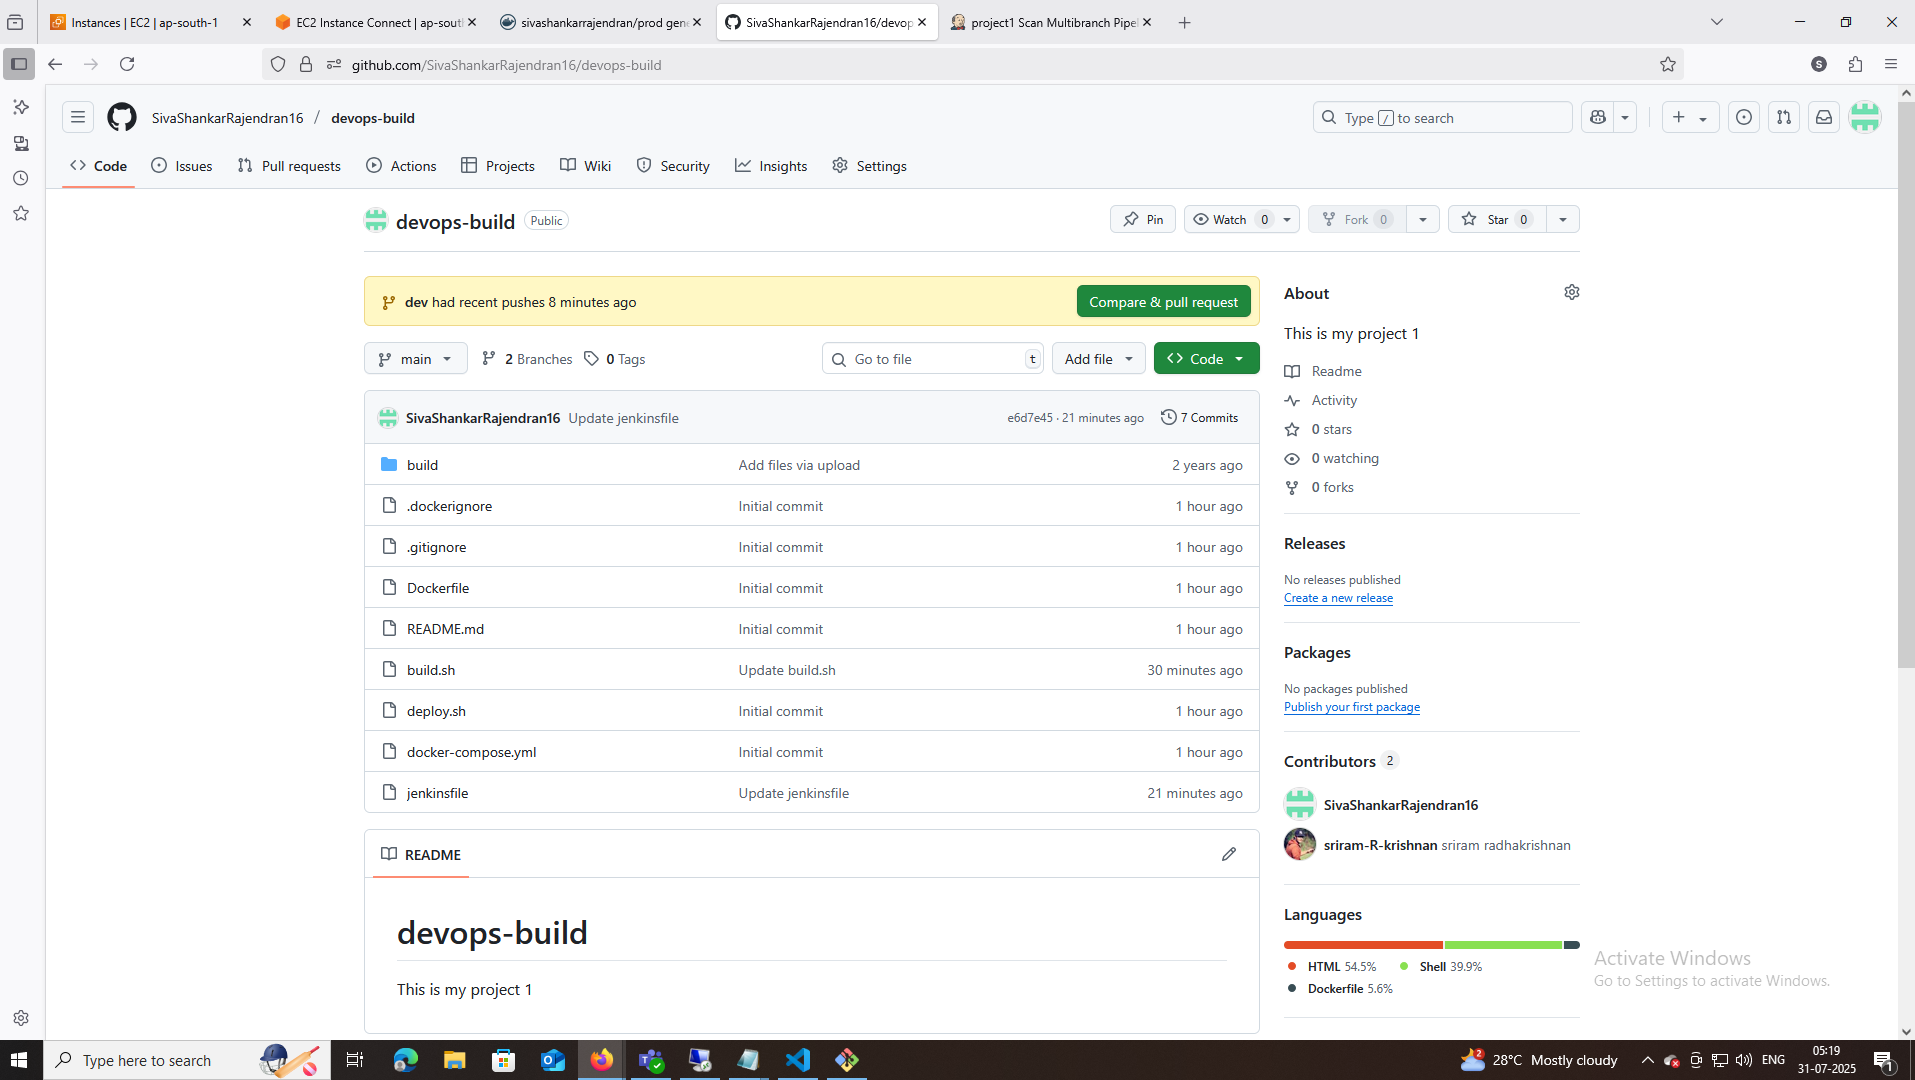 Instances | EC2 | ap-south-1
EC2 Instance Connect | ap-sout
sivashankarrajendran/prod gene
SivaShankarRajendran16/devop
project1 Scan Multibranch Pipel
github.com/SivaShankarRajendran16/devops-build
S
SivaShankarRajendran16 / devops-build
Type / to search
Code
Issues
Pull requests
Actions
Projects
Wiki
Security
Insights
Settings
devops-build Public
Pin
Watch 0
Fork 0
Star 0
dev had recent pushes 8 minutes ago
Compare & pull request
main
2 Branches
0 Tags
Go to file t
Add file
Code
SivaShankarRajendran16 Update jenkinsfile
e6d7e45 · 21 minutes ago
7 Commits
build Add files via upload 2 years ago
.dockerignore Initial commit 1 hour ago
.gitignore Initial commit 1 hour ago
Dockerfile Initial commit 1 hour ago
README.md Initial commit 1 hour ago
build.sh Update build.sh 30 minutes ago
deploy.sh Initial commit 1 hour ago
docker-compose.yml Initial commit 1 hour ago
jenkinsfile Update jenkinsfile 21 minutes ago
README
devops-build
This is my project 1
About
This is my project 1
Readme
Activity
0 stars
0 watching
0 forks
Releases
No releases published
Create a new release
Packages
No packages published
Publish your first package
Contributors 2
SivaShankarRajendran16
sriram-R-krishnan sriram radhakrishnan
Languages
HTML 54.5%
Shell 39.9%
Dockerfile 5.6%
Activate Windows
Go to Settings to activate Windows.
Type here to search
2
28°C Mostly cloudy
ENG
05:19
31-07-2025
1